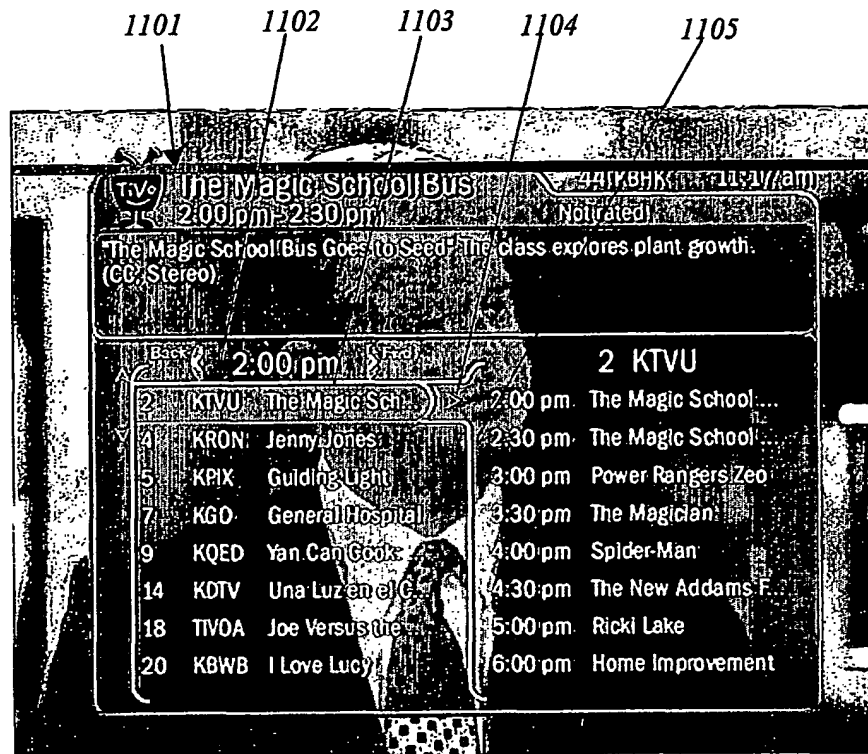 1101 1102 1103 1104 1105
TiVo
The Magic School Bus
44 KBHK 11:17am
2:00 pm - 2:30 pm
Not rated
"The Magic School Bus Goes to Seed" The class explores plant growth.
(CC, Stereo)
Back 2:00 pm Fwd
2 KTVU
2 KTVU The Magic Sch
4 KRON Jenny Jones
5 KPIX Guiding Light
7 KGO General Hospital
9 KQED Yan Can Cook
14 KDTV Una Luz en el C...
18 TIVOA Joe Versus the ...
20 KBWB I Love Lucy
2:00 pm The Magic School ...
2:30 pm The Magic School ...
3:00 pm Power Rangers Zeo
3:30 pm The Magician
4:00 pm Spider-Man
4:30 pm The New Addams F...
5:00 pm Ricki Lake
6:00 pm Home Improvement